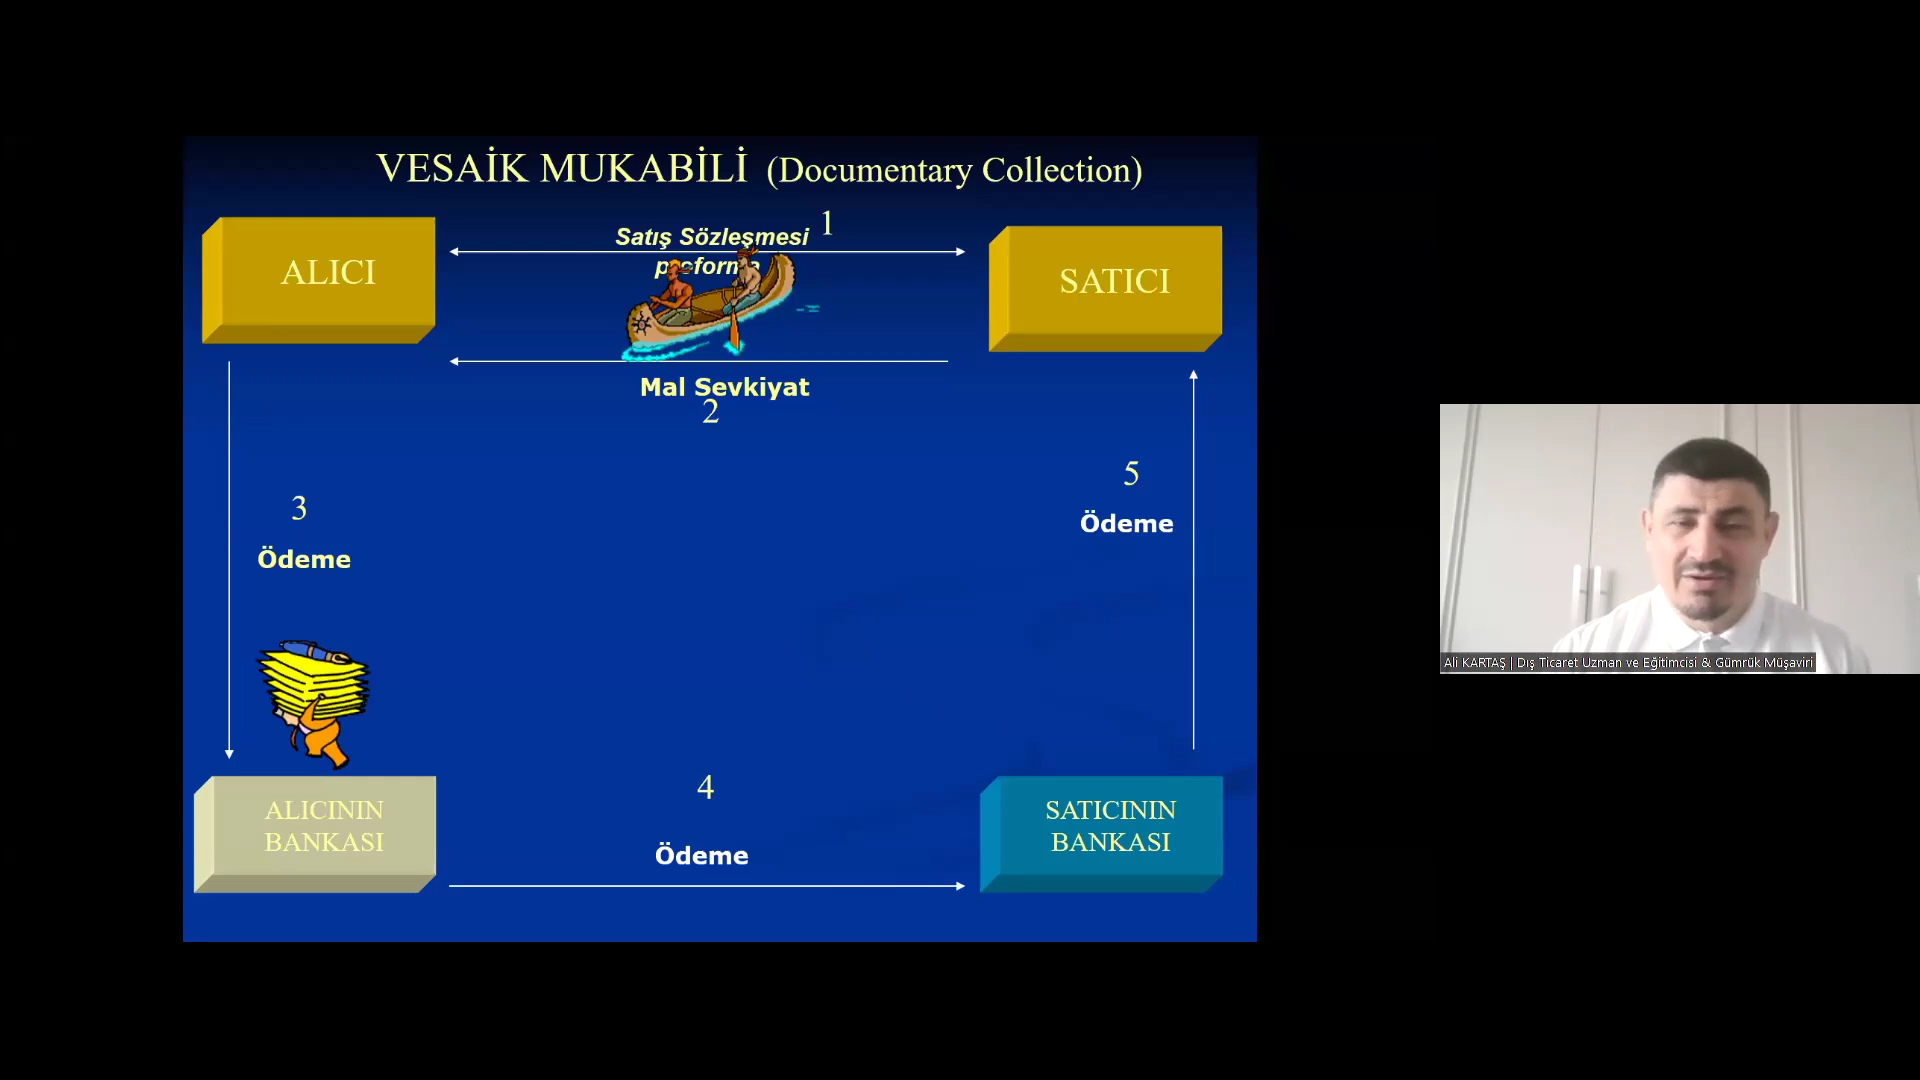 VESAİK MUKABİLİ (Documentary Collection)
1
Satış Sözleşmesi
proforma
ALICI
SATICI
Mal Sevkiyat
2
3
Ödeme
5
Ödeme
ALICININ
BANKASI
4
Ödeme
SATICININ
BANKASI
Ali KARTAŞ | Dış Ticaret Uzman ve Eğitimcisi & Gümrük Müşaviri